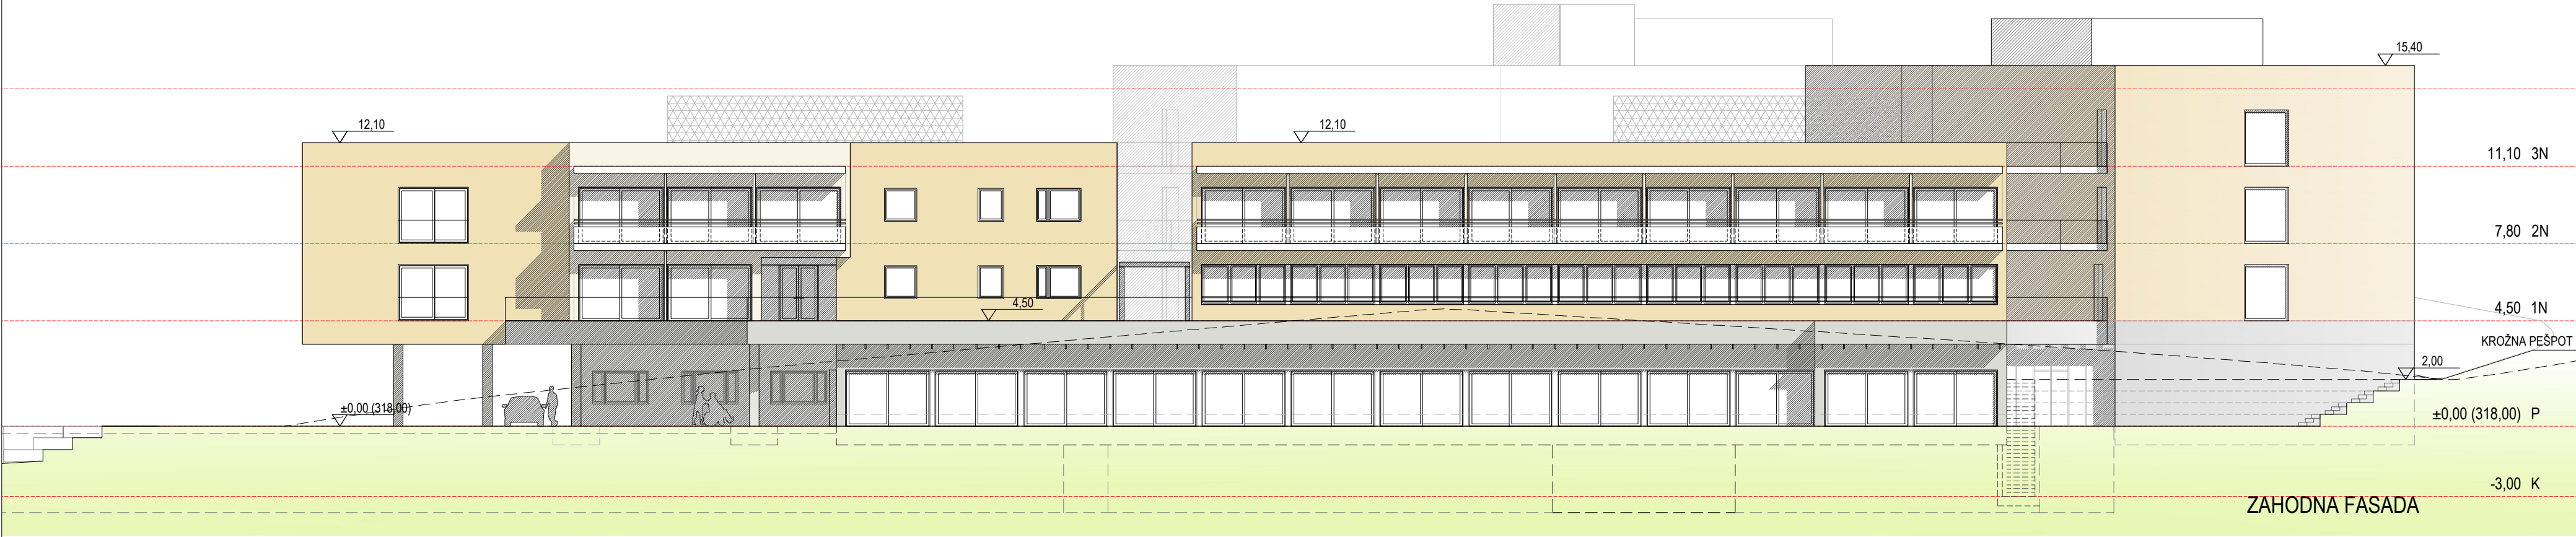 15,40
12,10
12,10
11,10 3N
7,80 2N
4,50
4,50 1N
KROŽNA PEŠPOT
2,00
±0,00 (318,00)
±0,00 (318,00) P
-3,00 K
ZAHODNA FASADA